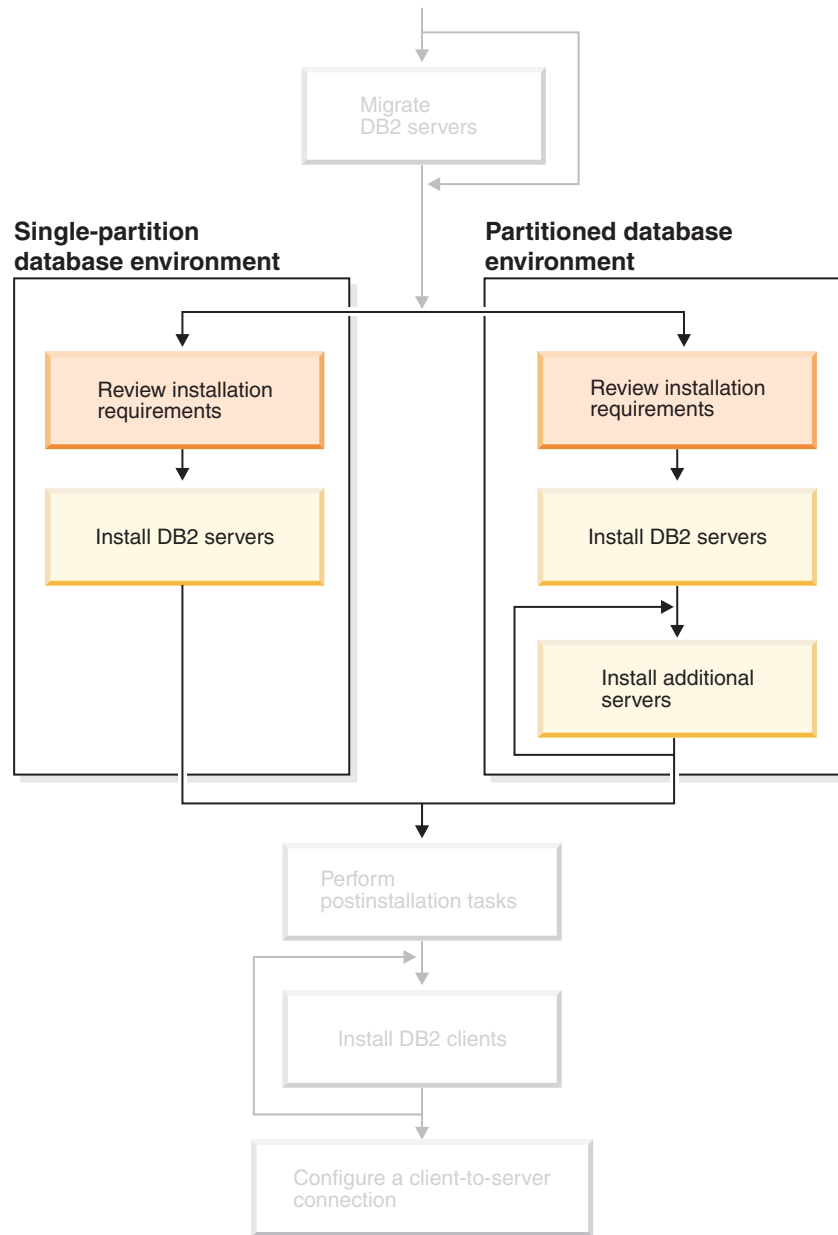 Migrate
DB2 servers
Single-partition
database environment
Partitioned database
environment
Review installation
requirements
Review installation
requirements
Install DB2 servers
Install DB2 servers
Install additional
servers
Perform
postinstallation tasks
Install DB2 clients
Configure a client-to-server
connection